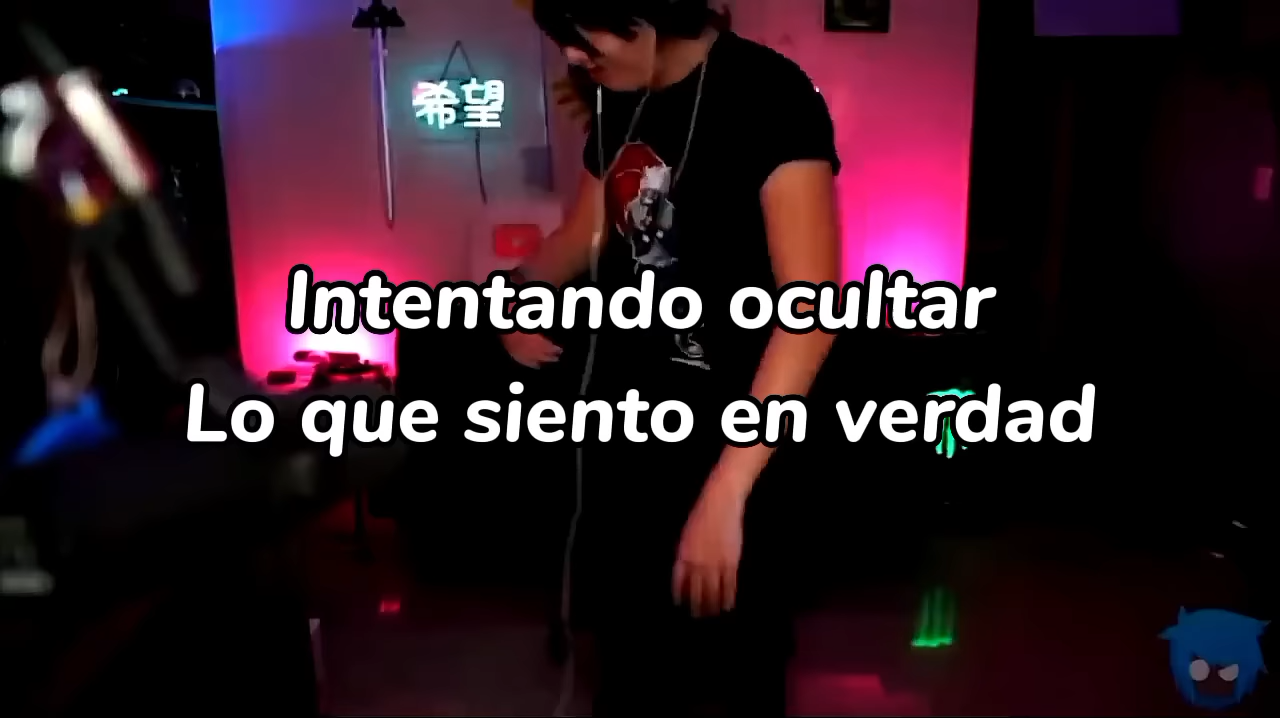 希望
Intentando ocultar
Lo que siento en verdad